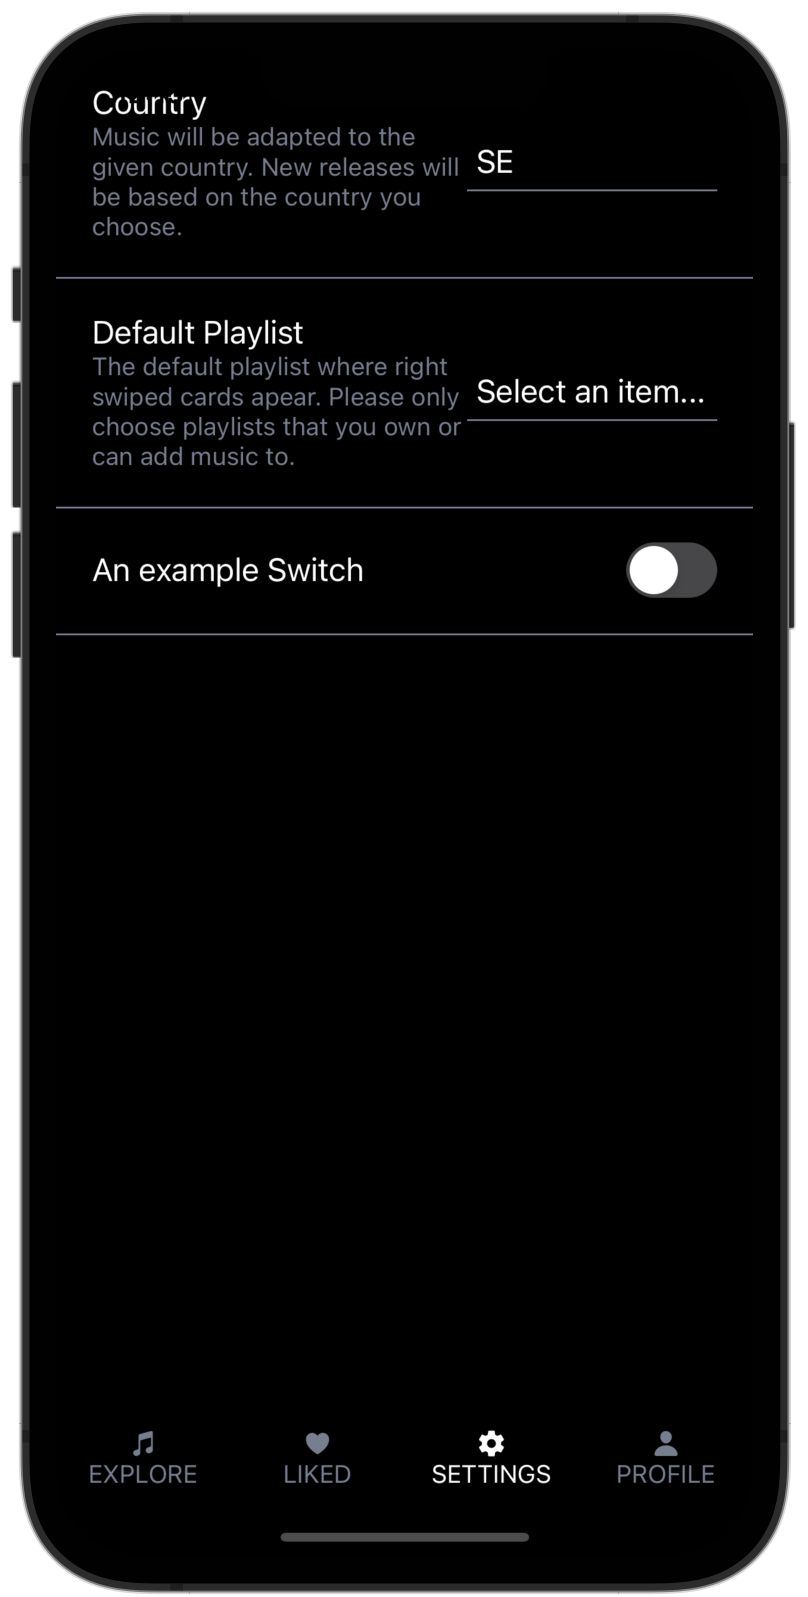 Country
Music will be adapted to the
given country. New releases will
be based on the country you
choose.
SE
Default Playlist
The default playlist where right
swiped cards apear. Please only
choose playlists that you own or
can add music to.
Select an item...
An example Switch
EXPLORE
LIKED
SETTINGS
PROFILE